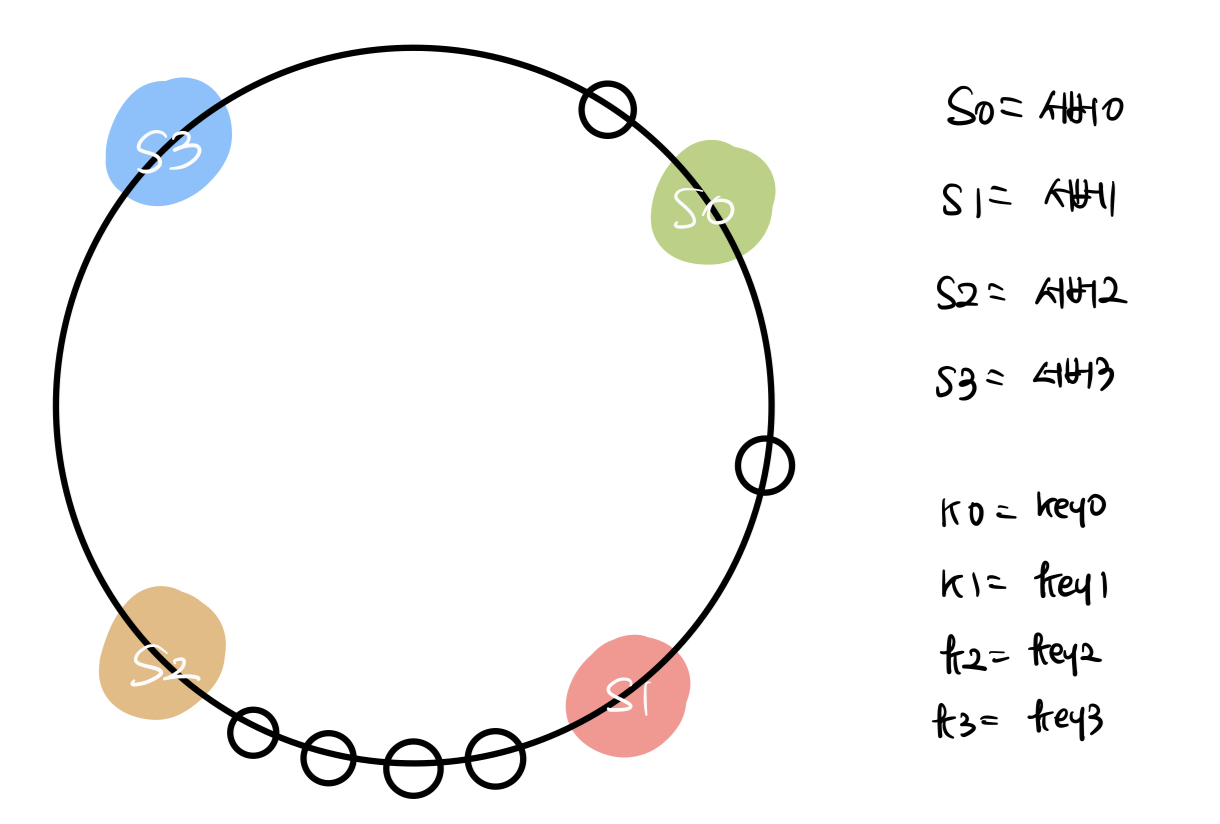 S3
S0
S2
S1
S0 = 서버0
S1 = 서버1
S2 = 서버2
S3 = 서버3
K0 = key0
K1 = key1
k2 = key2
k3 = key3